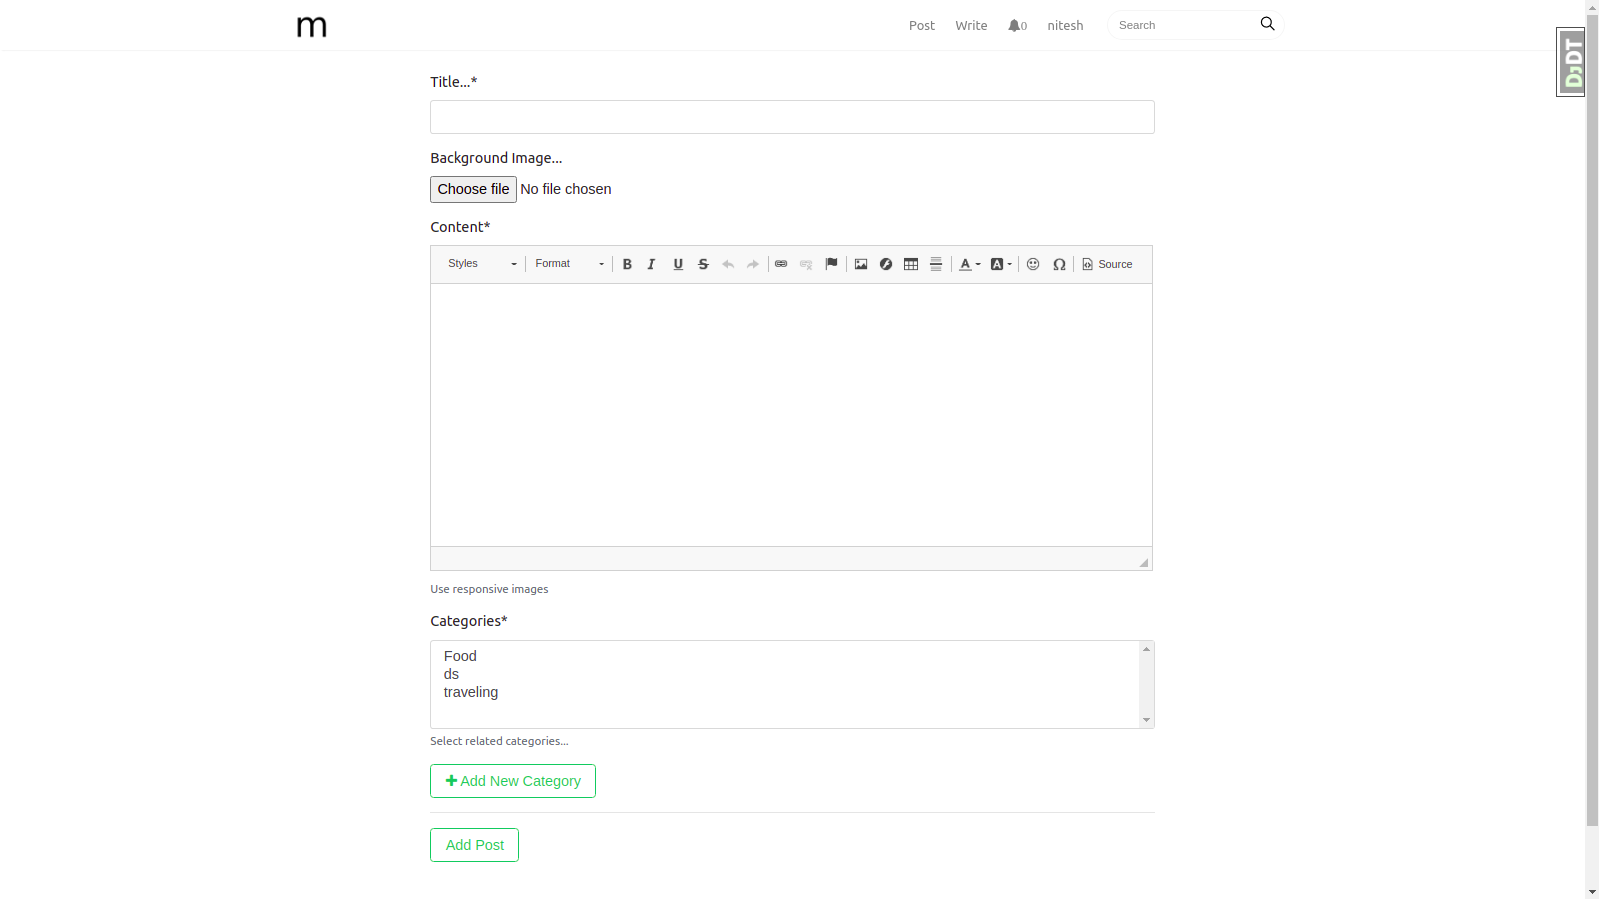 m
Post Write 0 nitesh Search
DJDT
Title...*
Background Image...
Choose file No file chosen
Content*
Styles Format B I U S A A Ω Source
Use responsive images
Categories*
Food
ds
traveling
Select related categories...
Add New Category
Add Post